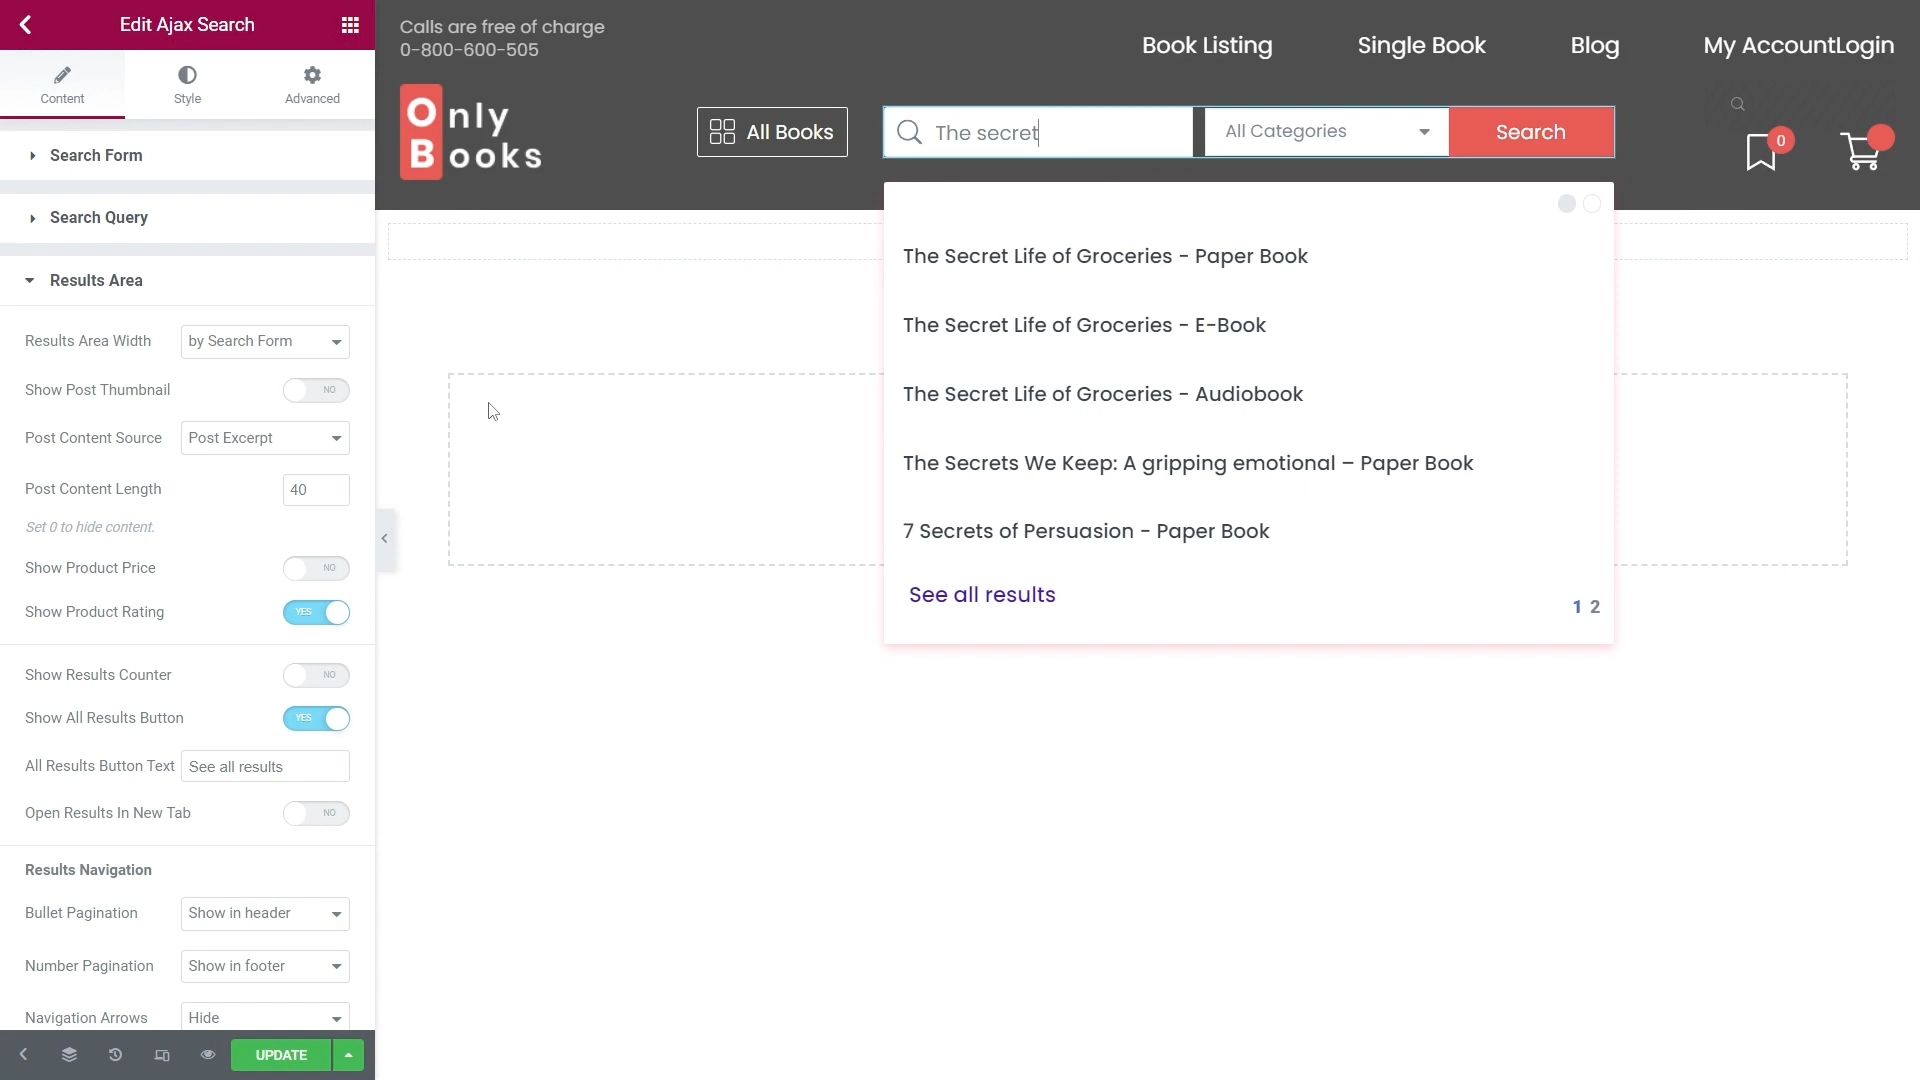 Edit Ajax Search
Content
Style
Advanced
Search Form
Search Query
Results Area
Results Area Width
by Search Form
Show Post Thumbnail
NO
Post Content Source
Post Excerpt
Post Content Length
40
Set 0 to hide content.
Show Product Price
NO
Show Product Rating
YES
Show Results Counter
NO
Show All Results Button
YES
All Results Button Text
See all results
Open Results In New Tab
NO
Results Navigation
Bullet Pagination
Show in header
Number Pagination
Show in footer
Navigation Arrows
Hide
UPDATE
Calls are free of charge
0-800-600-505
Book Listing
Single Book
Blog
My Account
Login
Only
Books
All Books
The secret
All Categories
Search
0
The Secret Life of Groceries - Paper Book
The Secret Life of Groceries - E-Book
The Secret Life of Groceries - Audiobook
The Secrets We Keep: A gripping emotional – Paper Book
7 Secrets of Persuasion - Paper Book
See all results
1 2